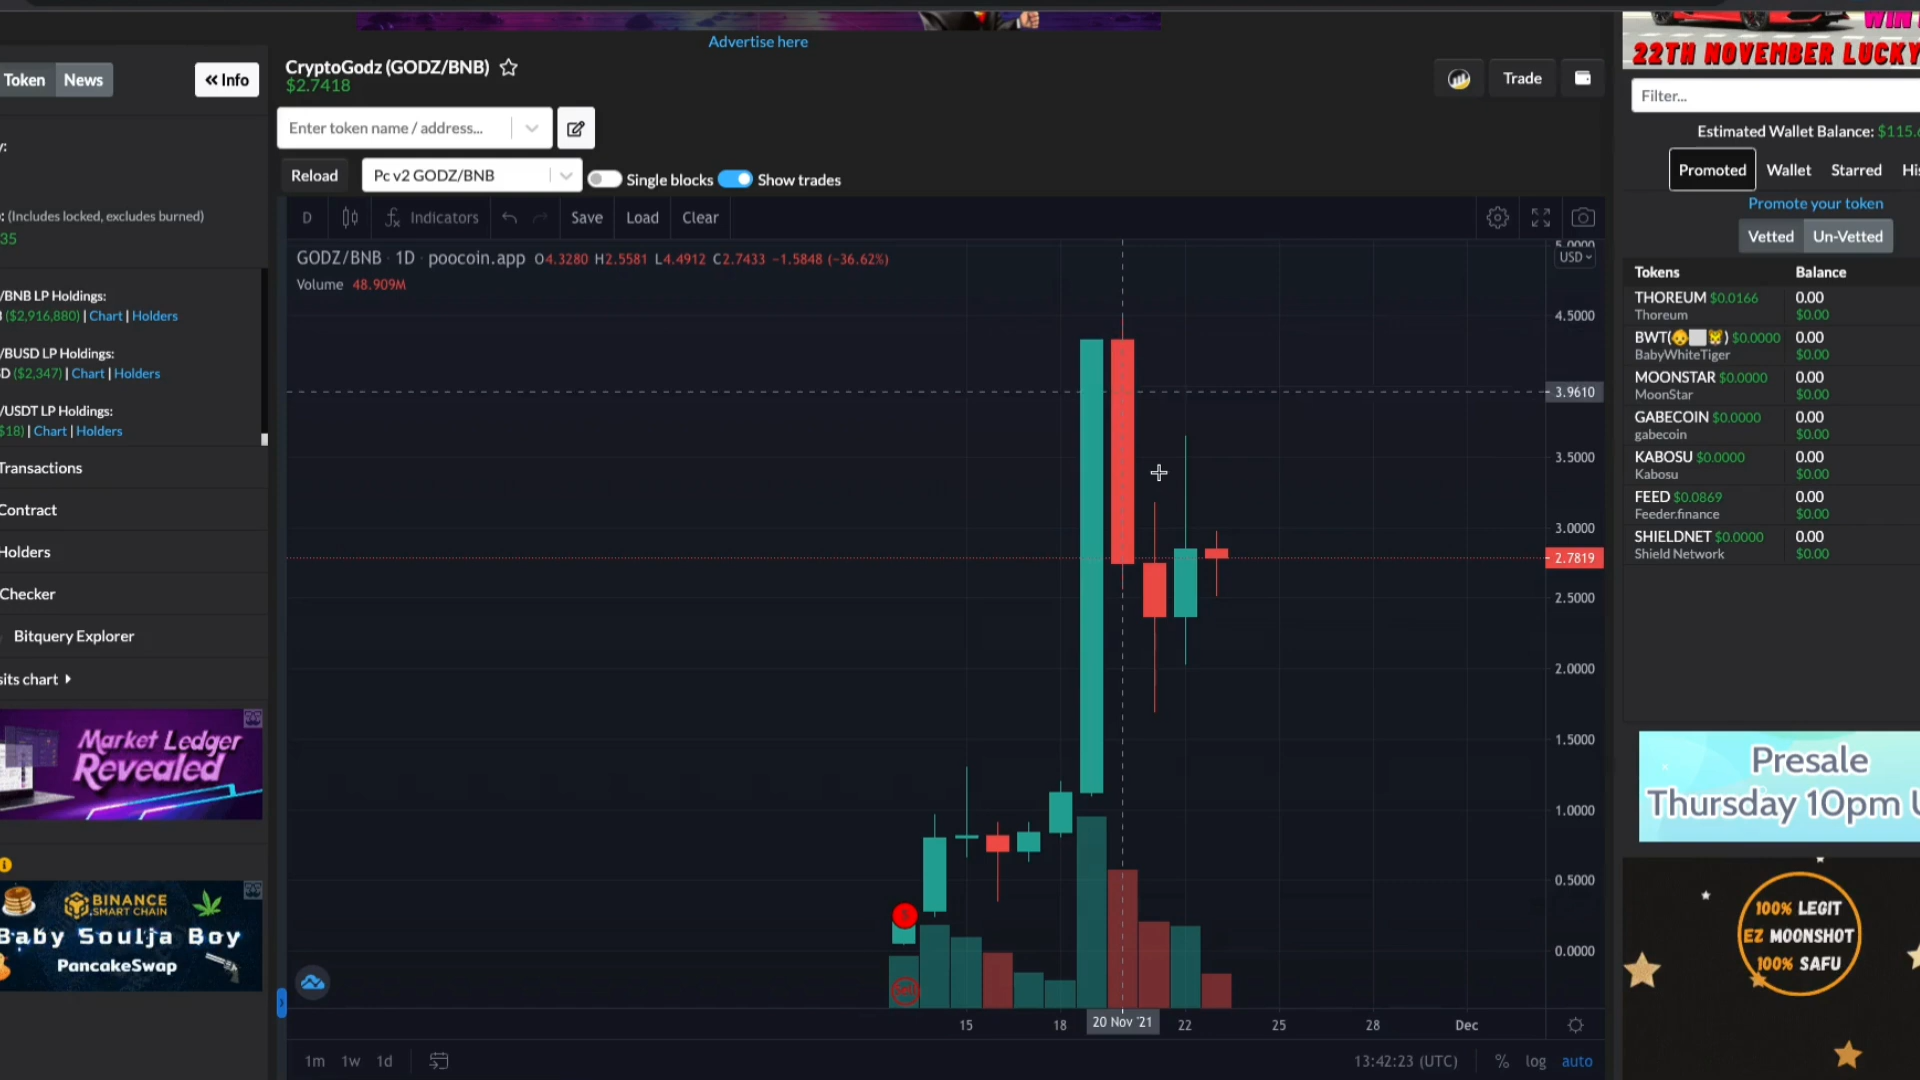 WIN
22TH NOVEMBER LUCKY
Advertise here
Token News
Info
CryptoGodz (GODZ/BNB)
$2.7418
Trade
Filter...
Enter token name / address...
Estimated Wallet Balance: $115.
y:
Reload
Pc v2 GODZ/BNB
Single blocks
Show trades
Promoted Wallet Starred His
Promote your token
Vetted Un-Vetted
: (Includes locked, excludes burned)
35
D Indicators Save Load Clear
GODZ/BNB · 1D · poocoin.app O4.3280 H2.5581 L4.4912 C2.7433 −1.5848 (−36.62%)
Volume 48.909M
5.0000
USD
4.5000
3.9610
3.5000
3.0000
2.7819
2.5000
2.0000
1.5000
1.0000
0.5000
0.0000
/BNB LP Holdings:
($2,916,880) | Chart | Holders
/BUSD LP Holdings:
D ($2,347) | Chart | Holders
/USDT LP Holdings:
$18) | Chart | Holders
Transactions
Contract
Holders
Checker
Bitquery Explorer
sits chart
Market Ledger
Revealed
BINANCE
SMART CHAIN
Baby Soulja Boy
PancakeSwap
Tokens Balance
THOREUM $0.0166 0.00
Thoreum $0.00
BWT(👶⬜🐯) $0.0000 0.00
BabyWhiteTiger $0.00
MOONSTAR $0.0000 0.00
MoonStar $0.00
GABECOIN $0.0000 0.00
gabecoin $0.00
KABOSU $0.0000 0.00
Kabosu $0.00
FEED $0.0869 0.00
Feeder.finance $0.00
SHIELDNET $0.0000 0.00
Shield Network $0.00
Presale
Thursday 10pm U
100% LEGIT
EZ MOONSHOT
100% SAFU
15 18 20 Nov '21 22 25 28 Dec
1m 1w 1d
13:42:23 (UTC) % log auto